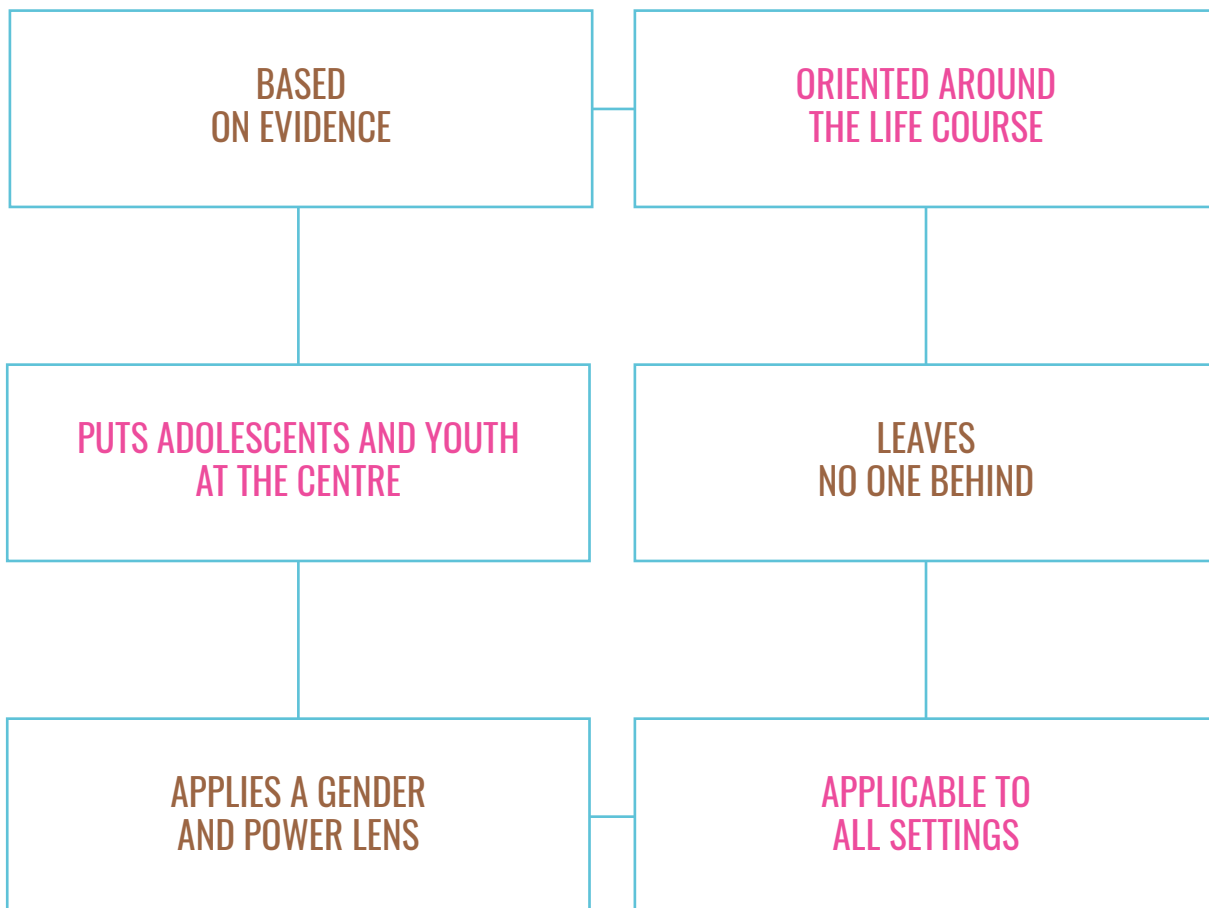 BASED
ON EVIDENCE
ORIENTED AROUND
THE LIFE COURSE
PUTS ADOLESCENTS AND YOUTH
AT THE CENTRE
LEAVES
NO ONE BEHIND
APPLIES A GENDER
AND POWER LENS
APPLICABLE TO
ALL SETTINGS